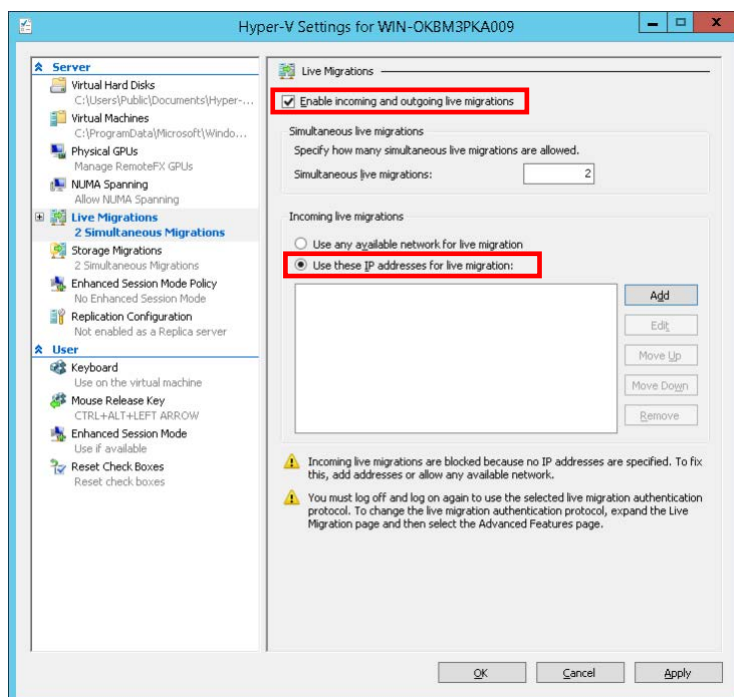 Hyper-V Settings for WIN-OKBM3PKA009
Server
Virtual Hard Disks
C:\Users\Public\Documents\Hyper-...
Virtual Machines
C:\ProgramData\Microsoft\Windo...
Physical GPUs
Manage RemoteFX GPUs
NUMA Spanning
Allow NUMA Spanning
Live Migrations
2 Simultaneous Migrations
Storage Migrations
2 Simultaneous Migrations
Enhanced Session Mode Policy
No Enhanced Session Mode
Replication Configuration
Not enabled as a Replica server
User
Keyboard
Use on the virtual machine
Mouse Release Key
CTRL+ALT+LEFT ARROW
Enhanced Session Mode
Use if available
Reset Check Boxes
Reset check boxes
Live Migrations
Enable incoming and outgoing live migrations
Simultaneous live migrations
Specify how many simultaneous live migrations are allowed.
Simultaneous live migrations: 2
Incoming live migrations
Use any available network for live migration
Use these IP addresses for live migration:
Add
Edit
Move Up
Move Down
Remove
Incoming live migrations are blocked because no IP addresses are specified. To fix
this, add addresses or allow any available network.
You must log off and log on again to use the selected live migration authentication
protocol. To change the live migration authentication protocol, expand the Live
Migration page and then select the Advanced Features page.
OK Cancel Apply